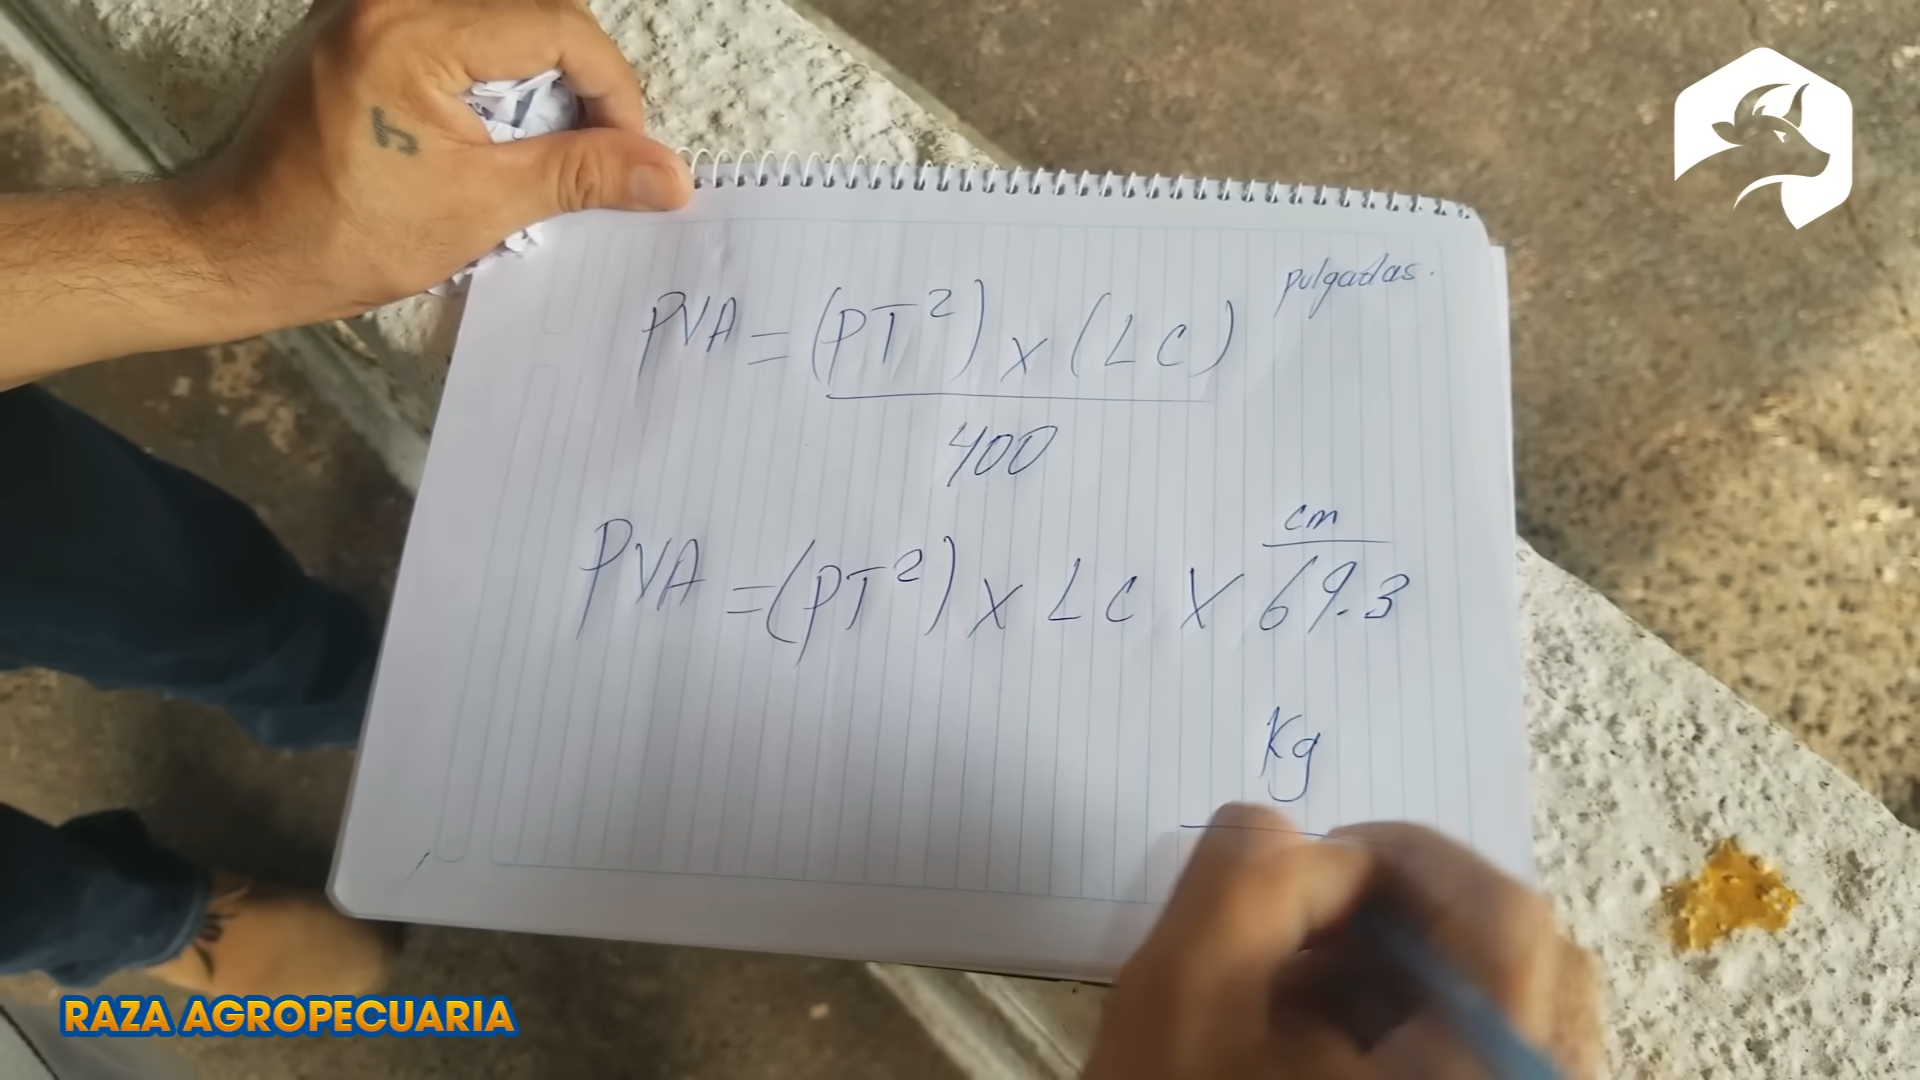 pulgadas.
PVA = (PT²) x (LC)
400
cm
PVA = (PT²) x LC x 69.3
Kg
RAZA AGROPECUARIA